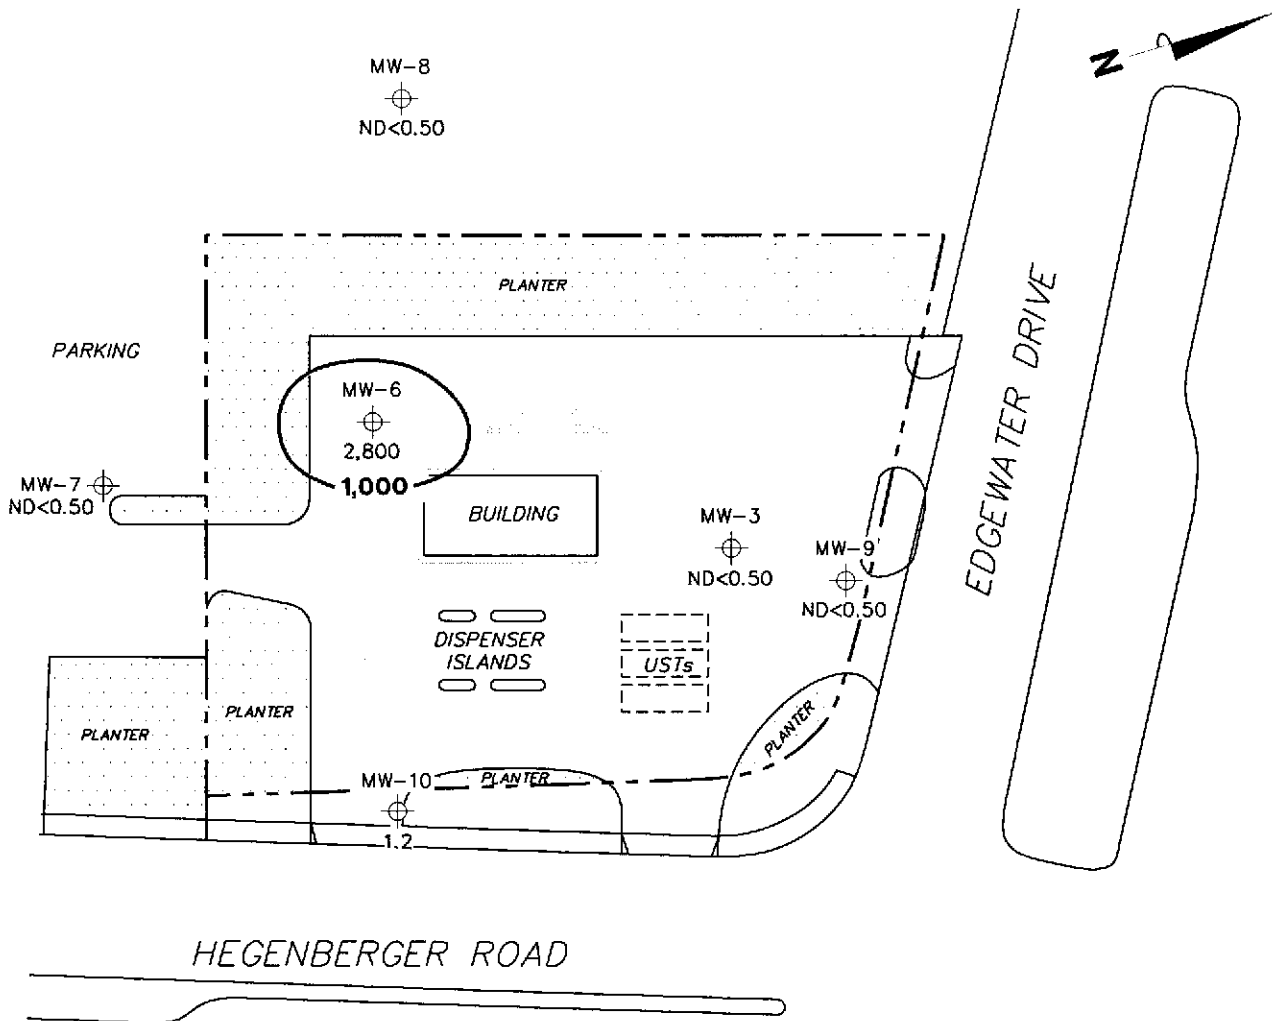 MW-8
ND<0.50
N
PLANTER
PARKING
EDGEWATER DRIVE
MW-6
2,800
1,000
MW-7
ND<0.50
BUILDING
MW-3
ND<0.50
MW-9
ND<0.50
DISPENSER
ISLANDS
USTs
PLANTER
PLANTER
PLANTER
MW-10
PLANTER
1.2
HEGENBERGER ROAD